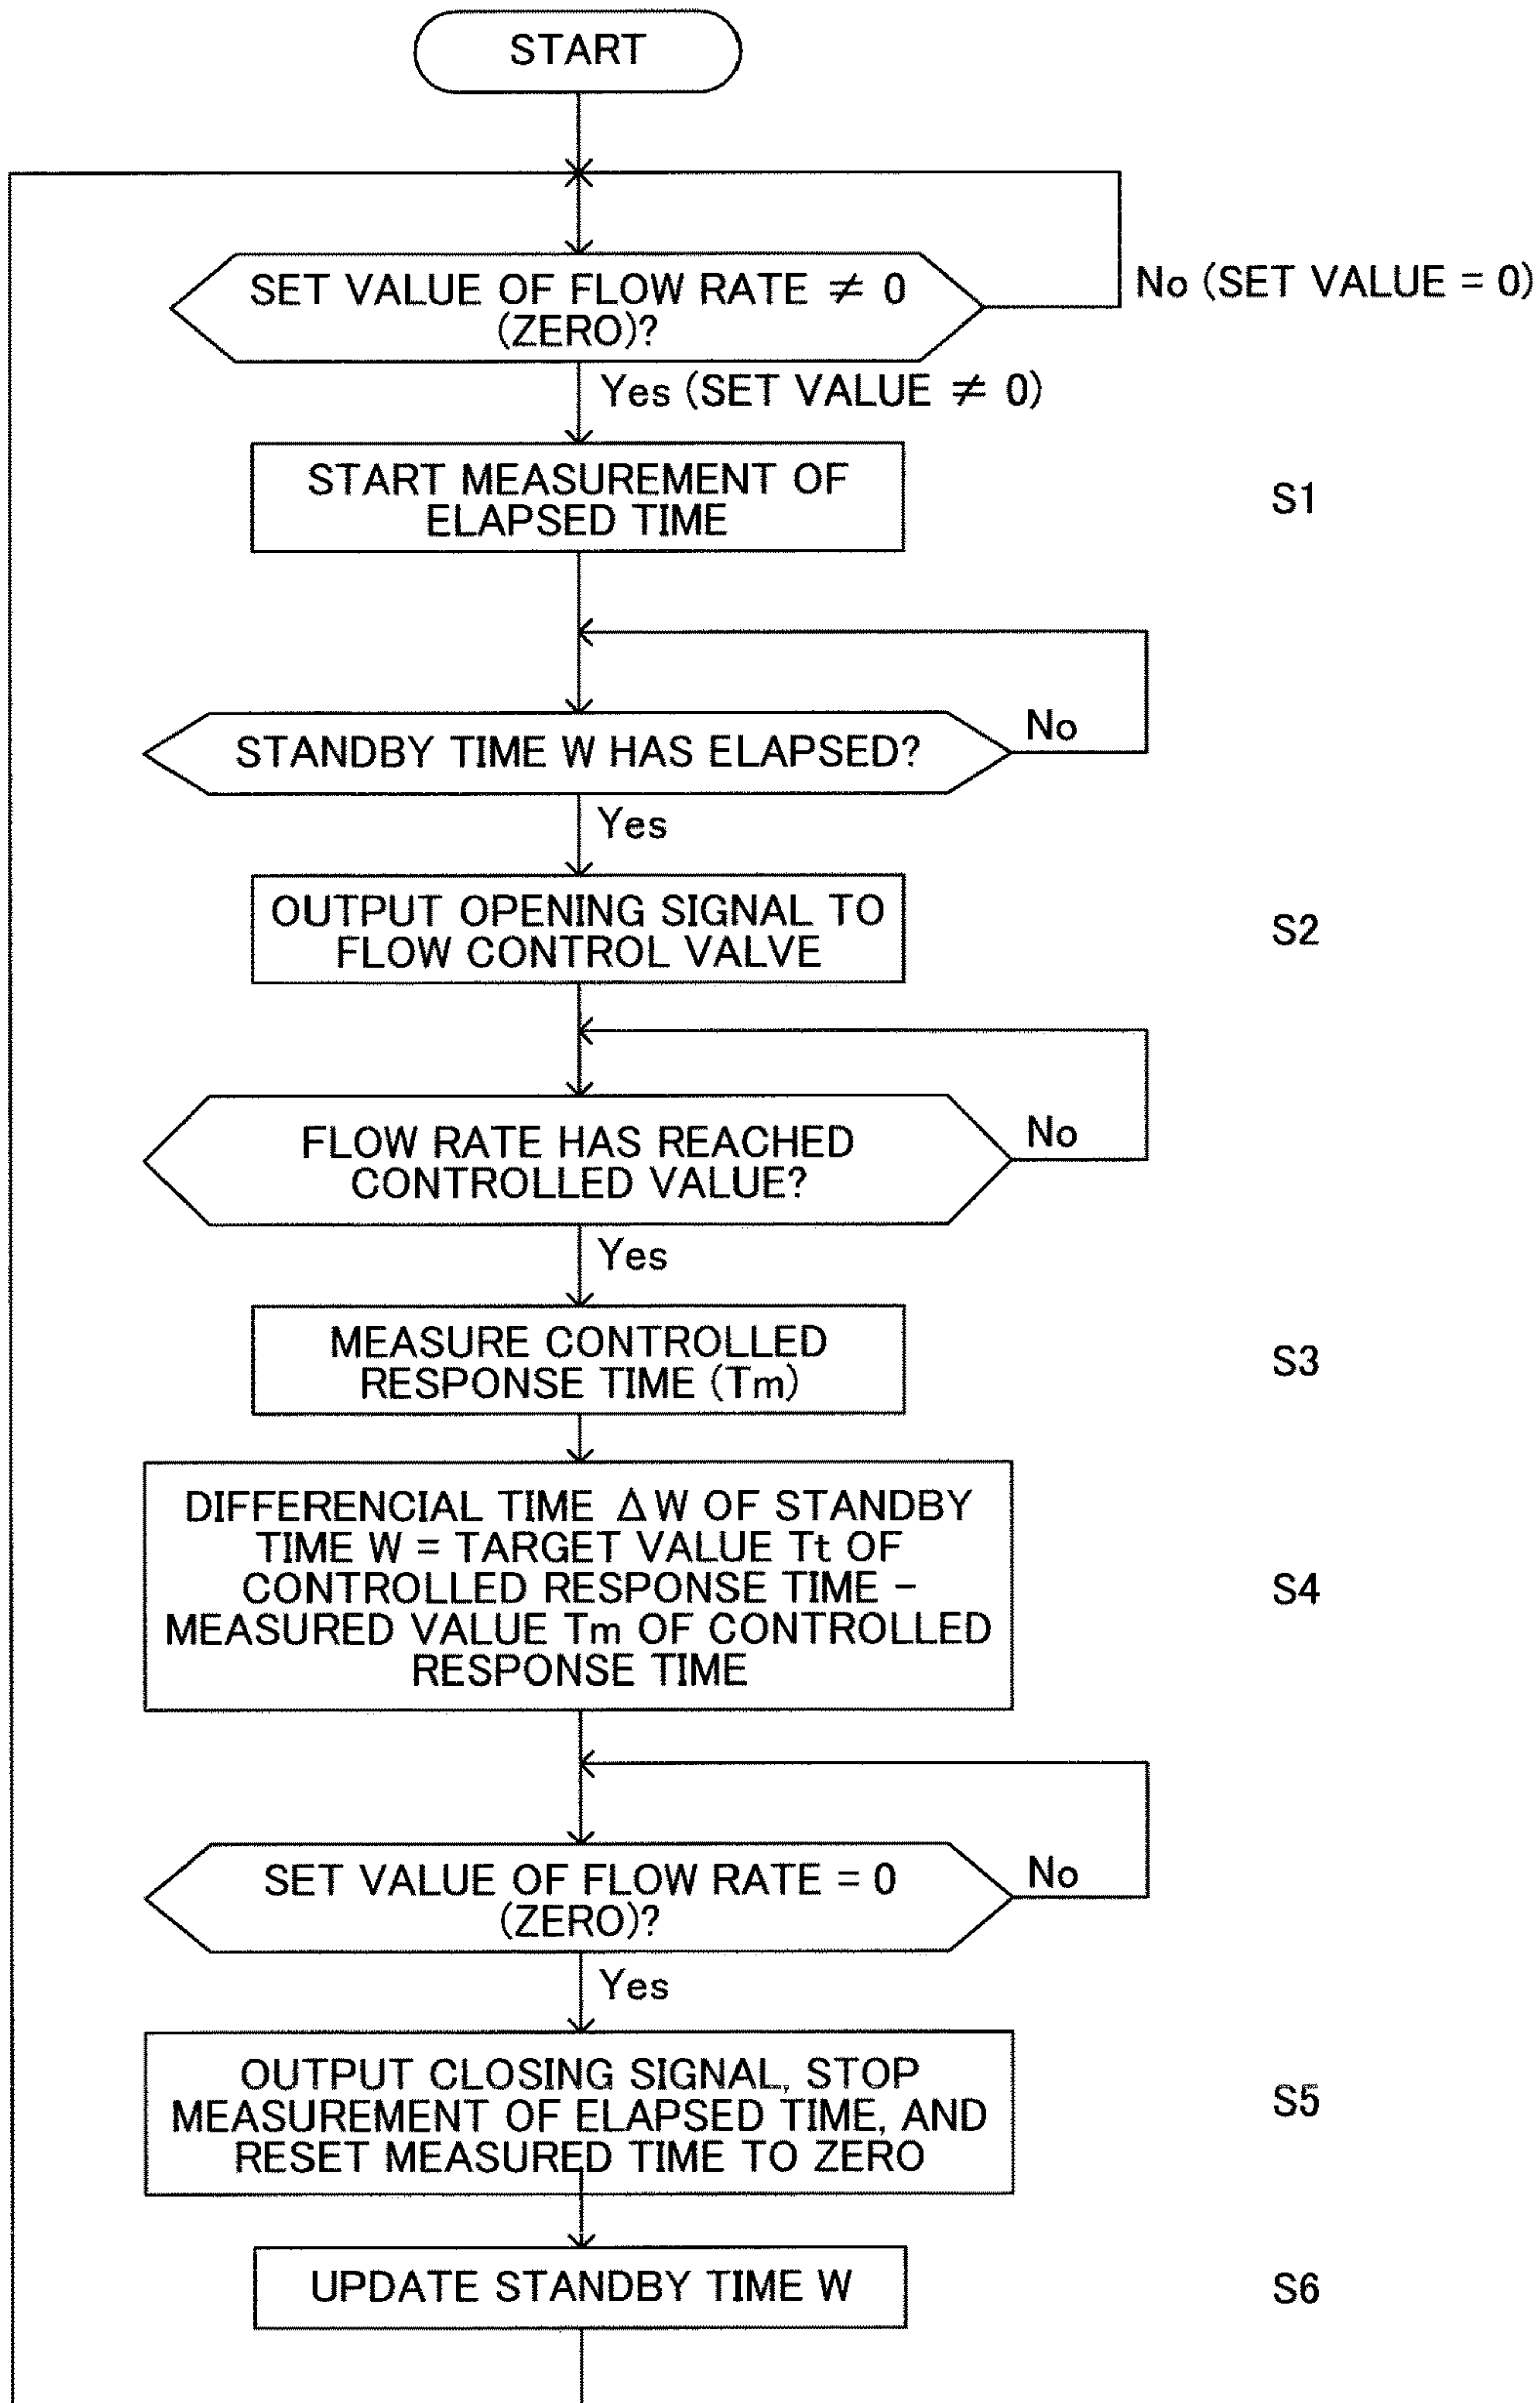 START
SET VALUE OF FLOW RATE ≠ 0
(ZERO)?
No (SET VALUE = 0)
Yes (SET VALUE ≠ 0)
START MEASUREMENT OF
ELAPSED TIME
S1
STANDBY TIME W HAS ELAPSED?
No
Yes
OUTPUT OPENING SIGNAL TO
FLOW CONTROL VALVE
S2
FLOW RATE HAS REACHED
CONTROLLED VALUE?
No
Yes
MEASURE CONTROLLED
RESPONSE TIME (Tm)
S3
DIFFERENCIAL TIME ΔW OF STANDBY
TIME W = TARGET VALUE Tt OF
CONTROLLED RESPONSE TIME −
MEASURED VALUE Tm OF CONTROLLED
RESPONSE TIME
S4
SET VALUE OF FLOW RATE = 0
(ZERO)?
No
Yes
OUTPUT CLOSING SIGNAL, STOP
MEASUREMENT OF ELAPSED TIME, AND
RESET MEASURED TIME TO ZERO
S5
UPDATE STANDBY TIME W
S6